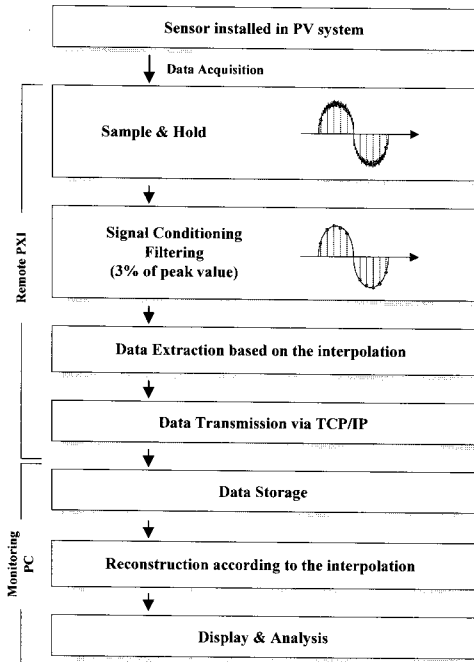 Sensor installed in PV system
Data Acquisition
Remote PXI
Sample & Hold
Signal Conditioning
Filtering
(3% of peak value)
Data Extraction based on the interpolation
Data Transmission via TCP/IP
Monitoring
PC
Data Storage
Reconstruction according to the interpolation
Display & Analysis